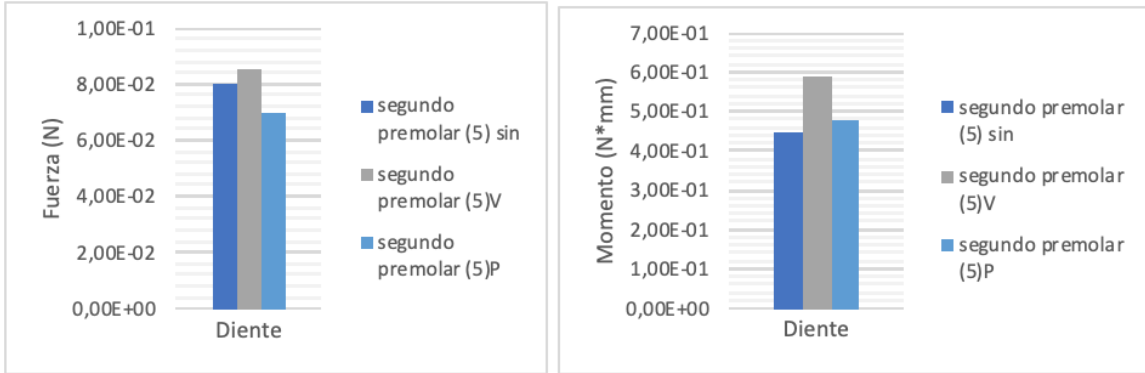 1,00E-01
8,00E-02
6,00E-02
4,00E-02
2,00E-02
0,00E+00
Fuerza (N)
Diente
segundo
premolar (5) sin
segundo
premolar (5)V
segundo
premolar (5)P
7,00E-01
6,00E-01
5,00E-01
4,00E-01
3,00E-01
2,00E-01
1,00E-01
0,00E+00
Momento (N*mm)
Diente
segundo premolar
(5) sin
segundo premolar
(5)V
segundo premolar
(5)P